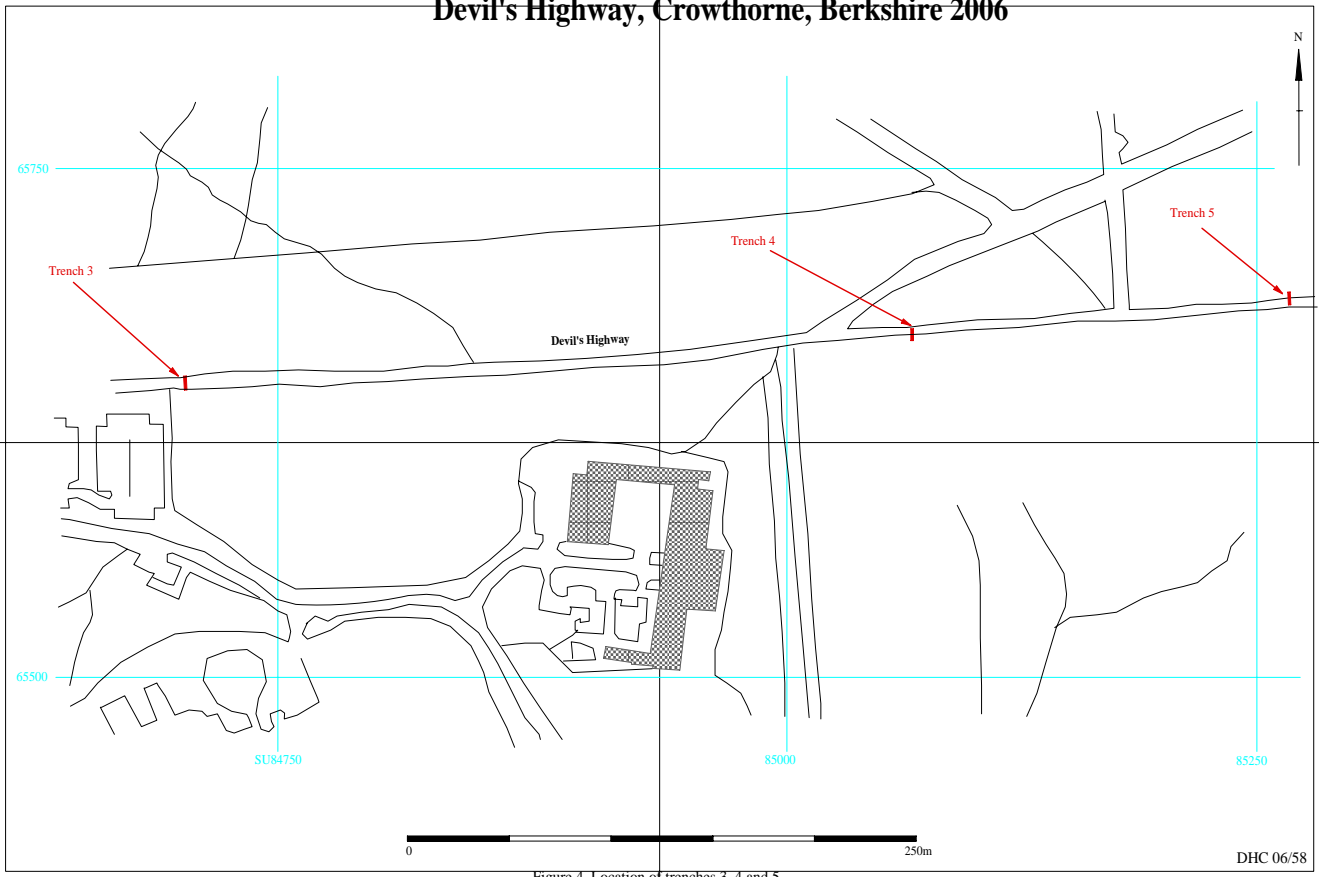 Devil's Highway, Crowthorne, Berkshire 2006
N
65750
Trench 5
Trench 4
Trench 3
Devil's Highway
65500
SU84750
85000
85250
0
250m
DHC 06/58
Figure 4. Location of trenches 3, 4 and 5.